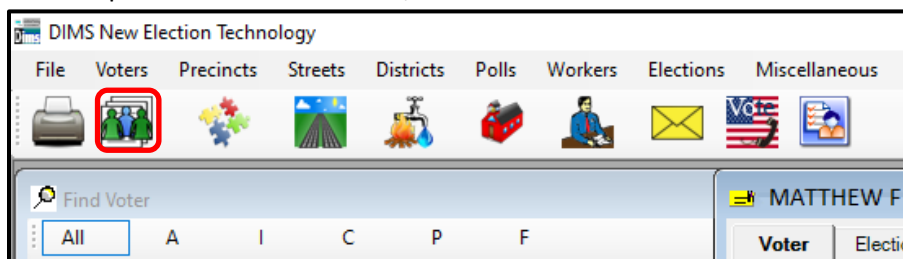 DIMS New Election Technology
File Voters Precincts Streets Districts Polls Workers Elections Miscellaneous
Vote
Find Voter
MATTHEW F
All A I C P F
Voter Electi